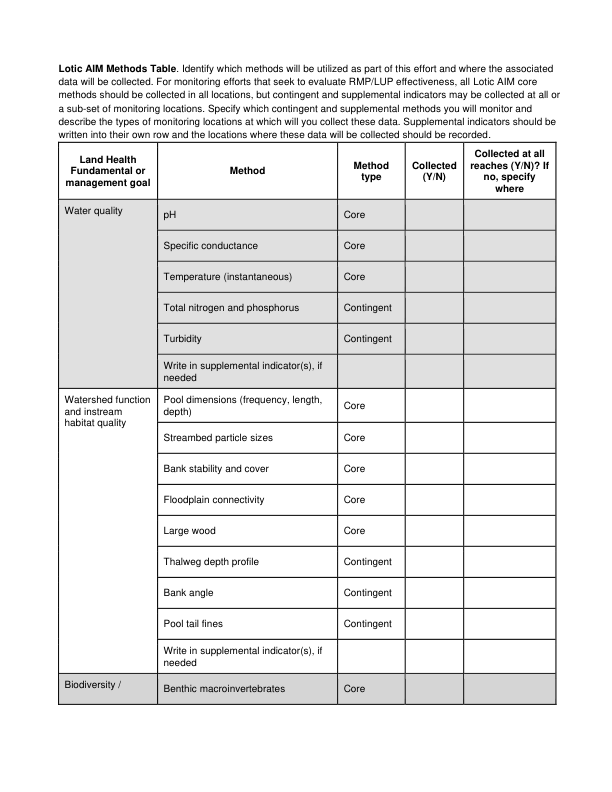 Lotic AIM Methods Table. Identify which methods will be utilized as part of this effort and where the associated
data will be collected. For monitoring efforts that seek to evaluate RMP/LUP effectiveness, all Lotic AIM core
methods should be collected in all locations, but contingent and supplemental indicators may be collected at all or
a sub-set of monitoring locations. Specify which contingent and supplemental methods you will monitor and
describe the types of monitoring locations at which will you collect these data. Supplemental indicators should be
written into their own row and the locations where these data will be collected should be recorded.
Land Health
Fundamental or
management goal
Method
Method
type
Collected
(Y/N)
Collected at all
reaches (Y/N)? If
no, specify
where
Water quality
pH
Core
Specific conductance
Core
Temperature (instantaneous)
Core
Total nitrogen and phosphorus
Contingent
Turbidity
Contingent
Write in supplemental indicator(s), if
needed
Watershed function
and instream
habitat quality
Pool dimensions (frequency, length,
depth)
Core
Streambed particle sizes
Core
Bank stability and cover
Core
Floodplain connectivity
Core
Large wood
Core
Thalweg depth profile
Contingent
Bank angle
Contingent
Pool tail fines
Contingent
Write in supplemental indicator(s), if
needed
Biodiversity /
Benthic macroinvertebrates
Core